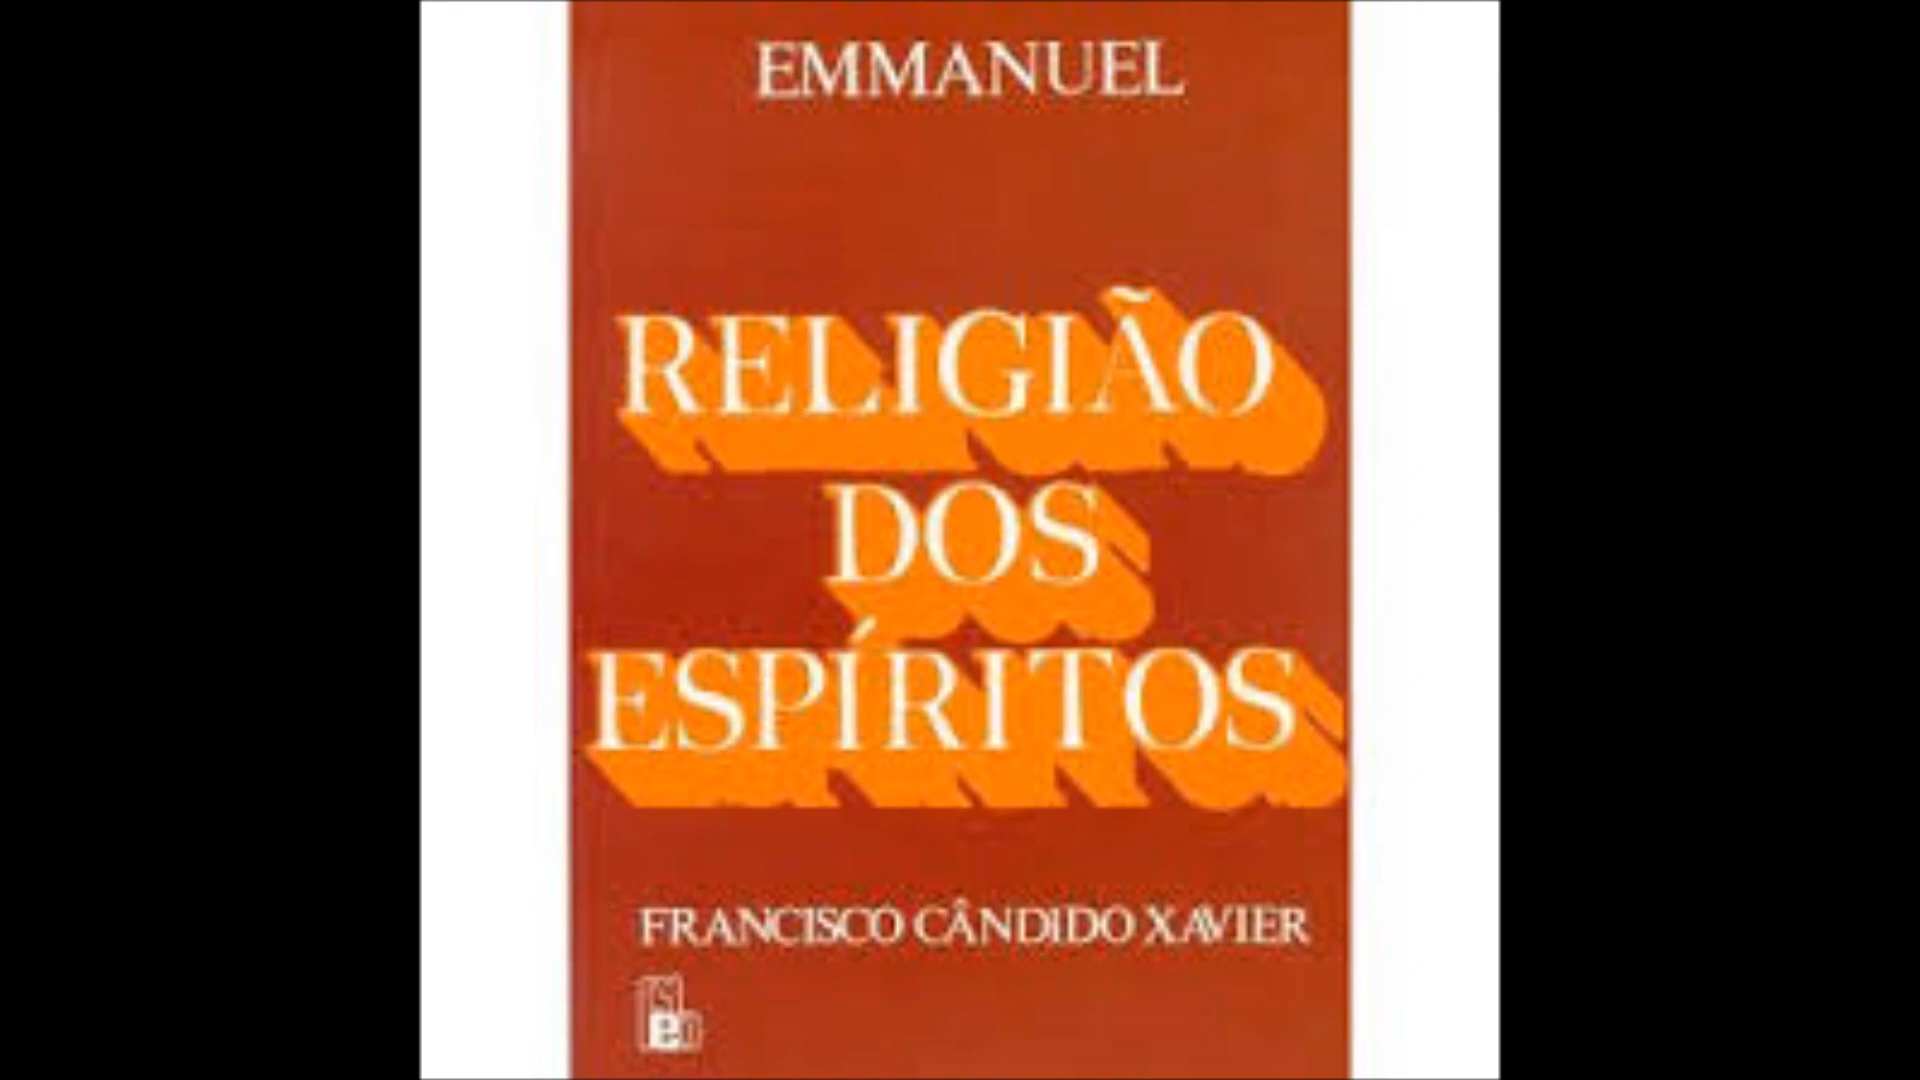 EMMANUEL
RELIGIÃO
DOS
ESPÍRITOS
FRANCISCO CÂNDIDO XAVIER